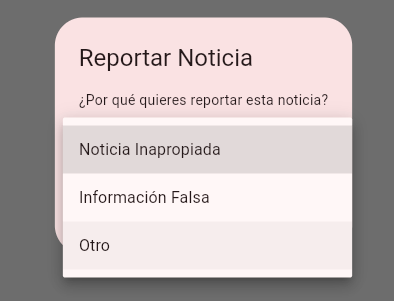 Reportar Noticia
¿Por qué quieres reportar esta noticia?
Noticia Inapropiada
Información Falsa
Otro